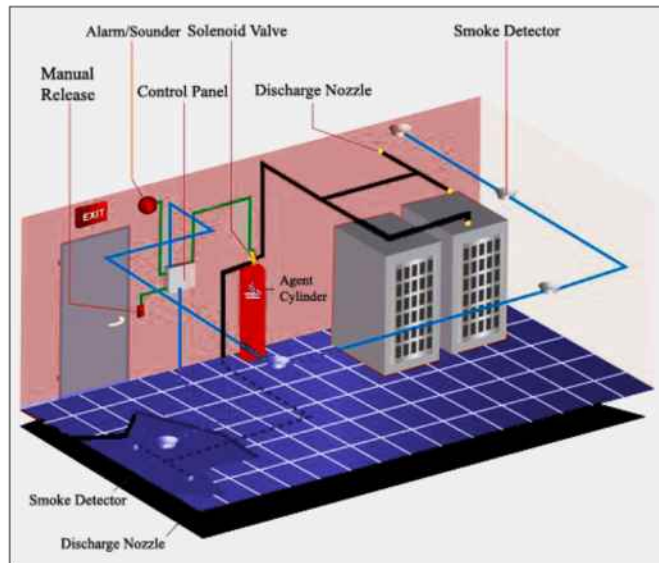 Alarm/Sounder
Solenoid Valve
Smoke Detector
Manual
Release
Control Panel
Discharge Nozzle
EXIT
Agent
Cylinder
Smoke Detector
Discharge Nozzle